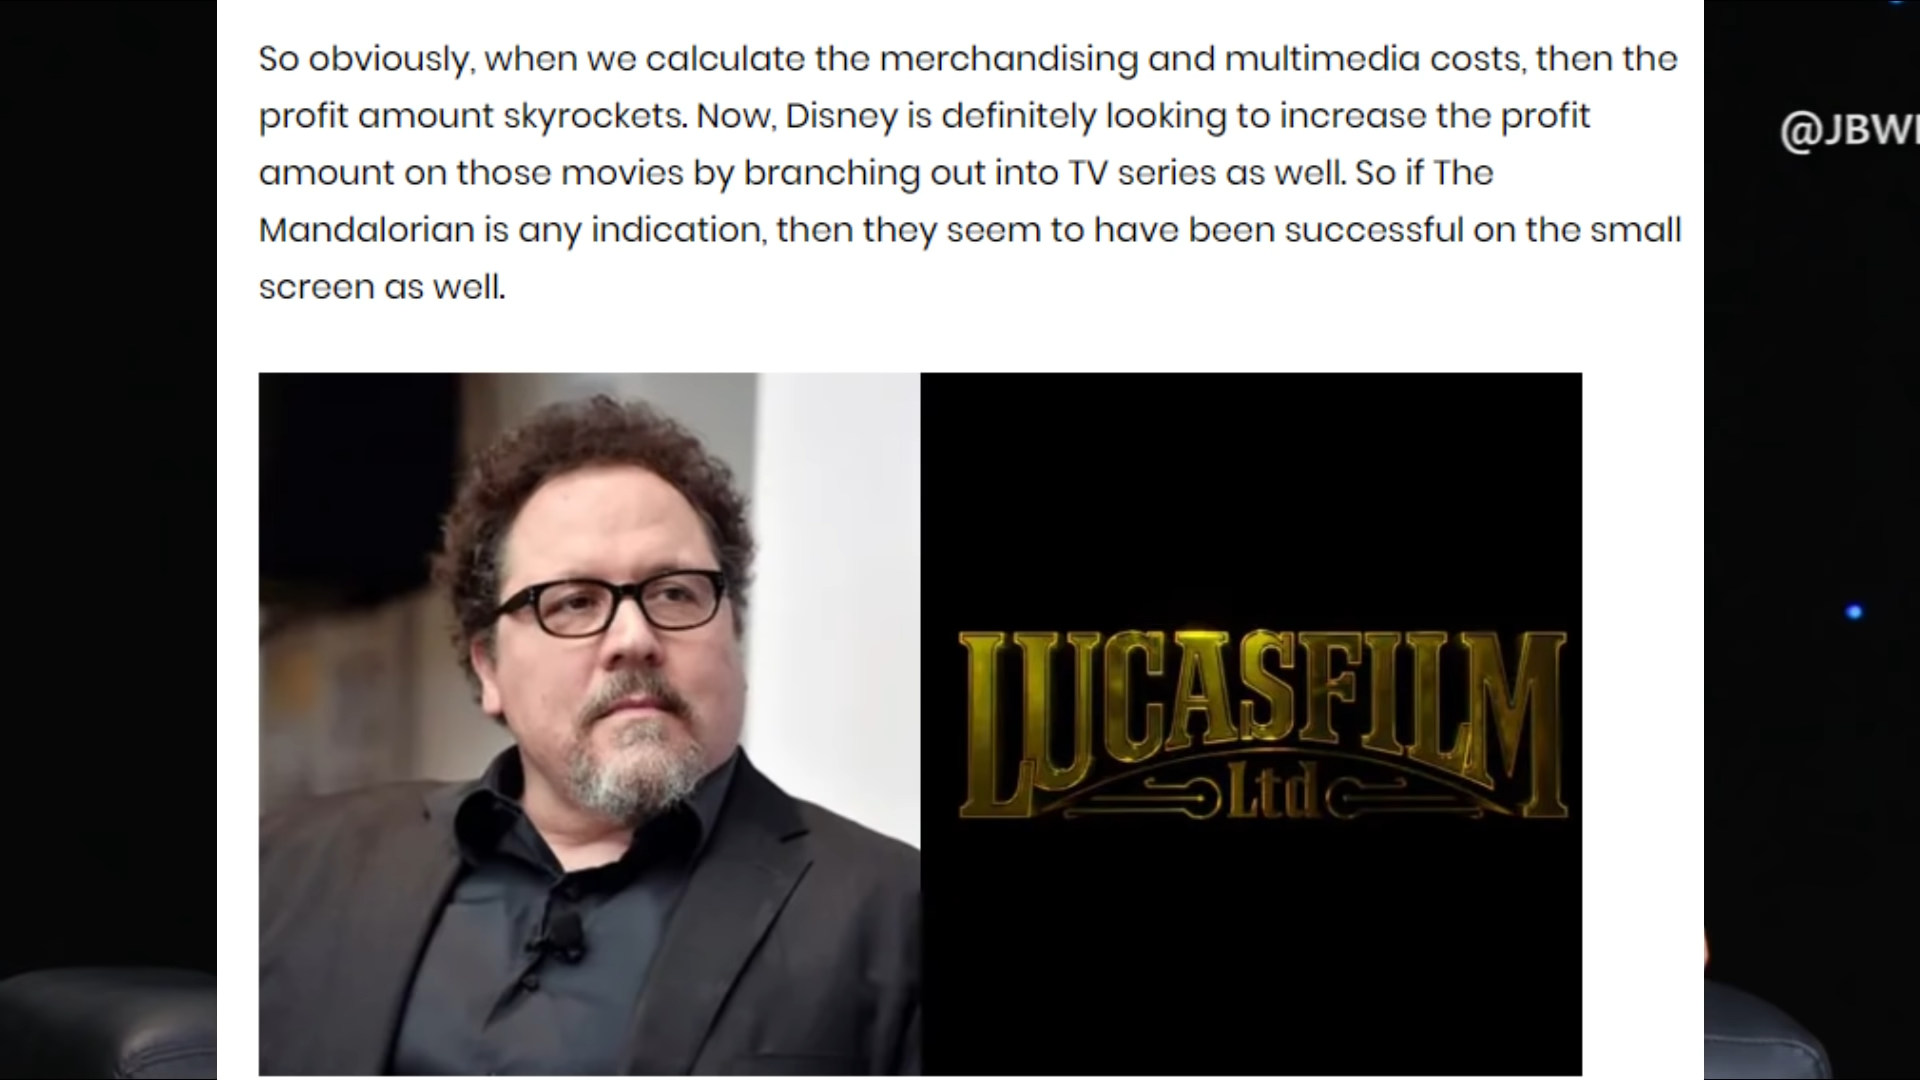 So obviously, when we calculate the merchandising and multimedia costs, then the
profit amount skyrockets. Now, Disney is definitely looking to increase the profit
amount on those movies by branching out into TV series as well. So if The
Mandalorian is any indication, then they seem to have been successful on the small
screen as well.
@JBW
LUCASFILM
Ltd